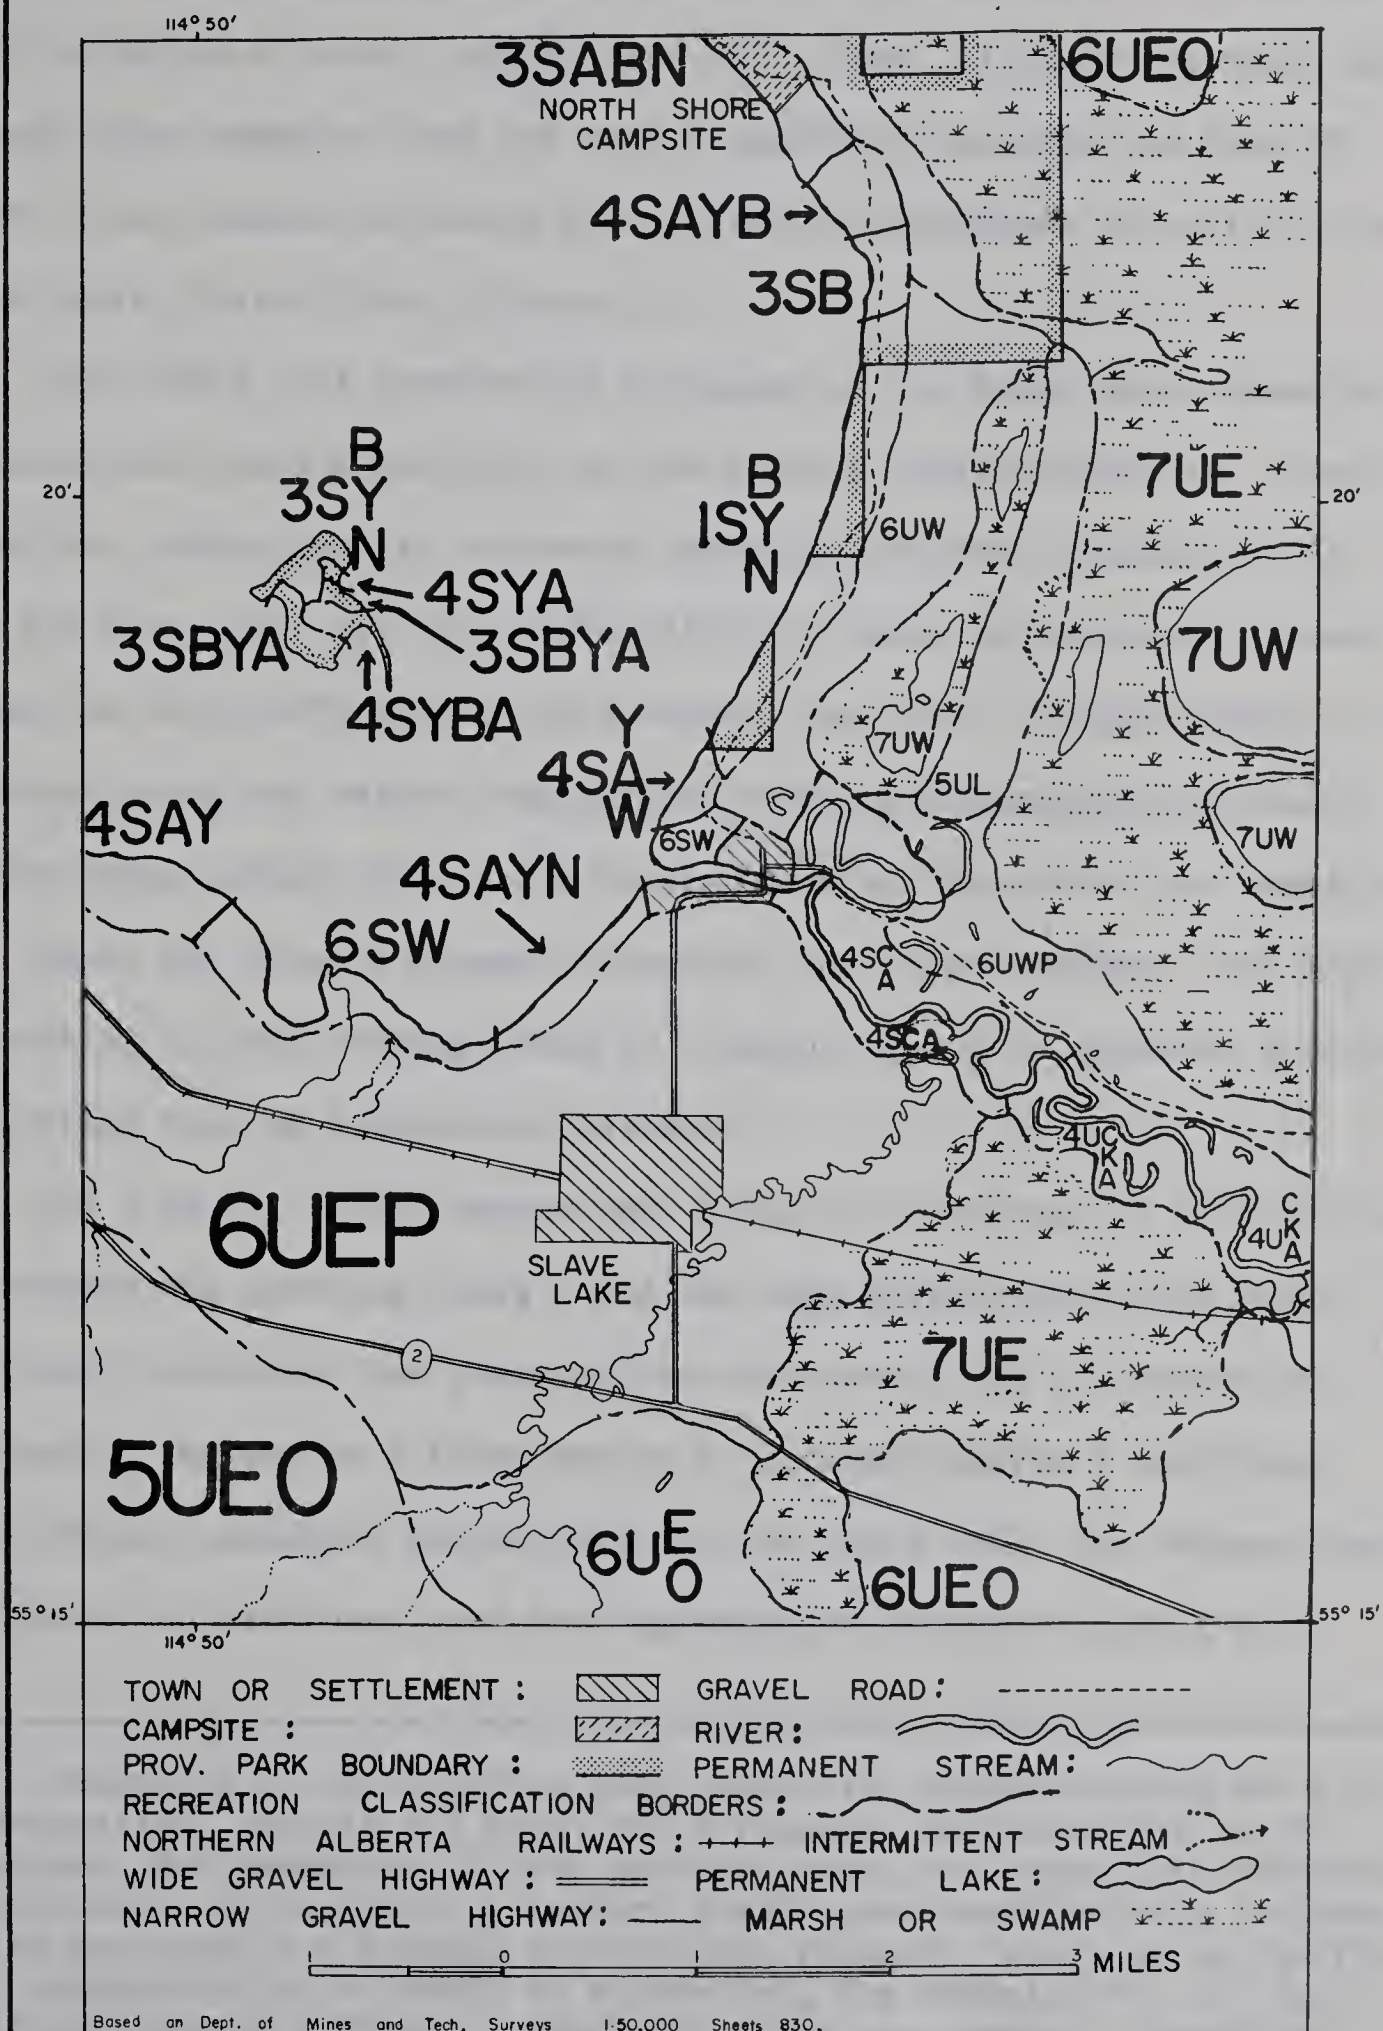 114° 50'
3SABN
6UEO
NORTH SHORE
CAMPSITE
4SAYB
3SB
20'
20'
B
3SY
N
B
1SY
N
6UW
7UE
4SYA
3SBYA
3SBYA
4SYBA
7UW
Y
4SA
W
7UW
5UL
4SAY
6SW
7UW
4SAYN
6SW
4SC
A
6UWP
4SCA
4UC
K
A
C
4UK
A
6UEP
SLAVE
LAKE
7UE
2
5UEO
6UE
O
6UEO
55° 15'
55° 15'
114° 50'
TOWN OR SETTLEMENT : GRAVEL ROAD:
CAMPSITE : RIVER:
PROV. PARK BOUNDARY : PERMANENT STREAM:
RECREATION CLASSIFICATION BORDERS:
NORTHERN ALBERTA RAILWAYS : INTERMITTENT STREAM
WIDE GRAVEL HIGHWAY : PERMANENT LAKE:
NARROW GRAVEL HIGHWAY: MARSH OR SWAMP
1 0 1 2 3 MILES
Based on Dept. of Mines and Tech. Surveys 1:50,000 Sheets 830,